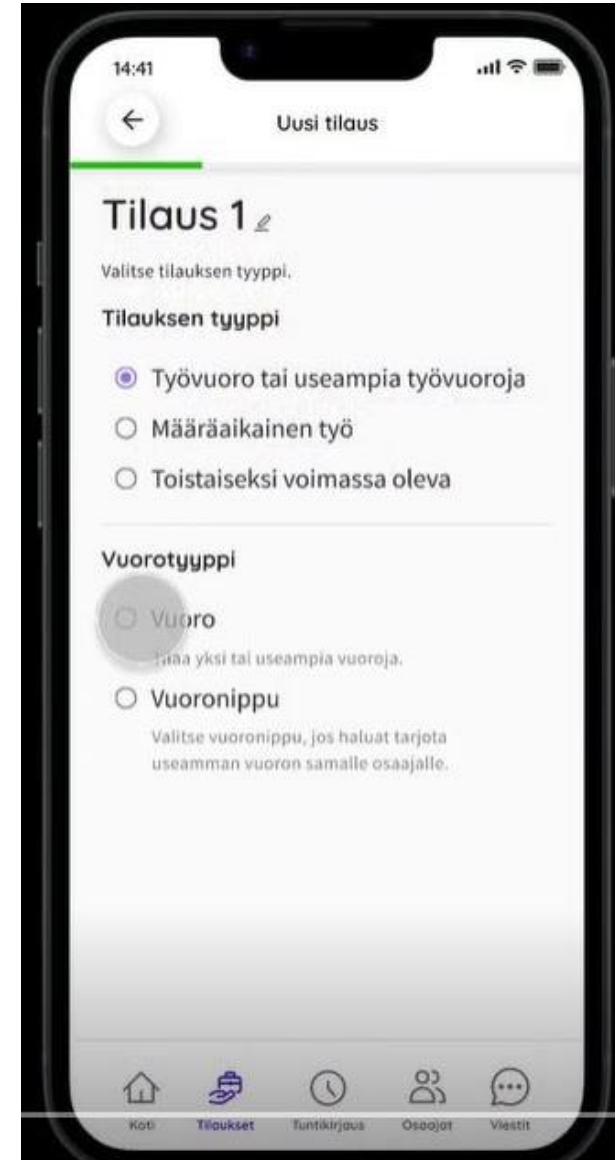 14:41
Uusi tilaus
Tilaus 1
Valitse tilauksen tyyppi.
Tilauksen tyyppi
Työvuoro tai useampia työvuoroja
Määräaikainen työ
Toistaiseksi voimassa oleva
Vuorotyyppi
Vuoro
yksi tai useampia vuoroja.
Vuoronippu
Valitse vuoronippu, jos haluat tarjota
useamman vuoron samalle osaajalle.
Koti Tilaukset Tuntikirjaus Osaajat Viestit